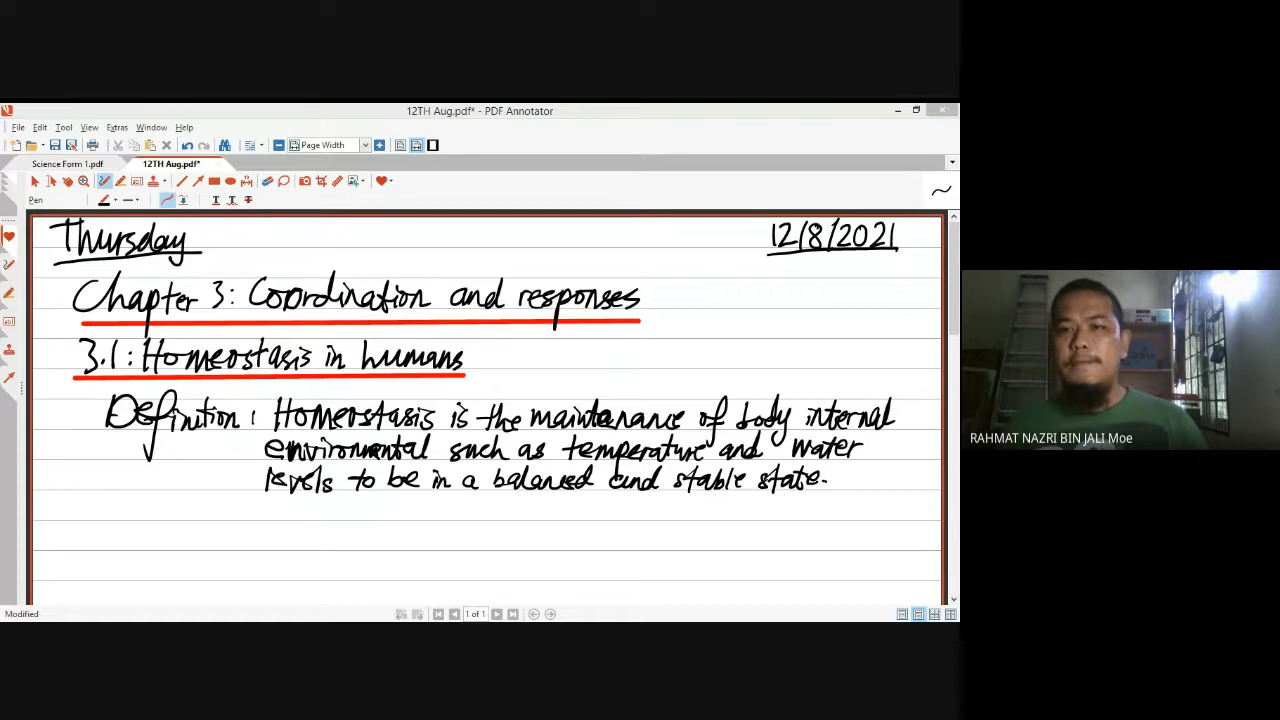 12TH Aug.pdf* - PDF Annotator
File Edit Tool View Extras Window Help
Page Width
Science Form 1.pdf 12TH Aug.pdf*
Pen
Thursday 12/8/2021
Chapter 3: Coordination and responses
3.1: Homeostasis in humans
Definition: Homeostasis is the maintenance of body internal
environmental such as temperature and water
levels to be in a balanced and stable state.
RAHMAT NAZRI BIN JALI Moe
Modified 1 of 1